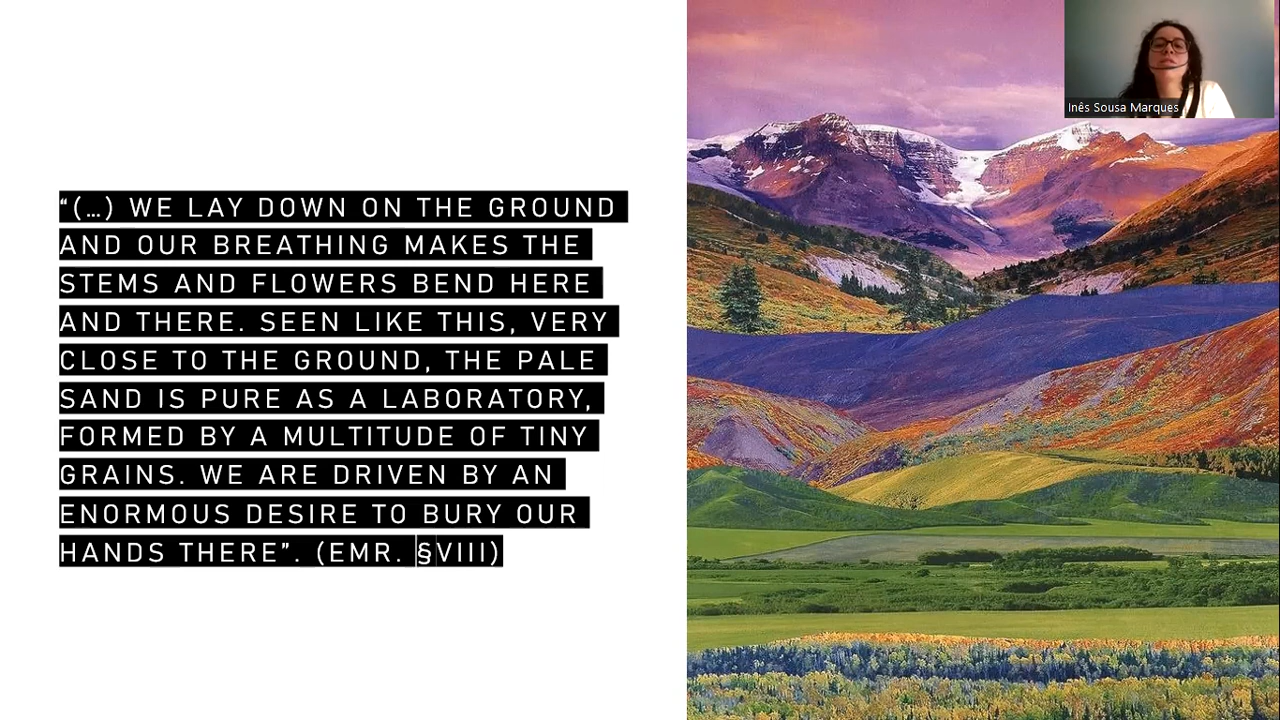 “(…) WE LAY DOWN ON THE GROUND
AND OUR BREATHING MAKES THE
STEMS AND FLOWERS BEND HERE
AND THERE. SEEN LIKE THIS, VERY
CLOSE TO THE GROUND, THE PALE
SAND IS PURE AS A LABORATORY,
FORMED BY A MULTITUDE OF TINY
GRAINS. WE ARE DRIVEN BY AN
ENORMOUS DESIRE TO BURY OUR
HANDS THERE”. (EMR. §VIII)
Inês Sousa Marques